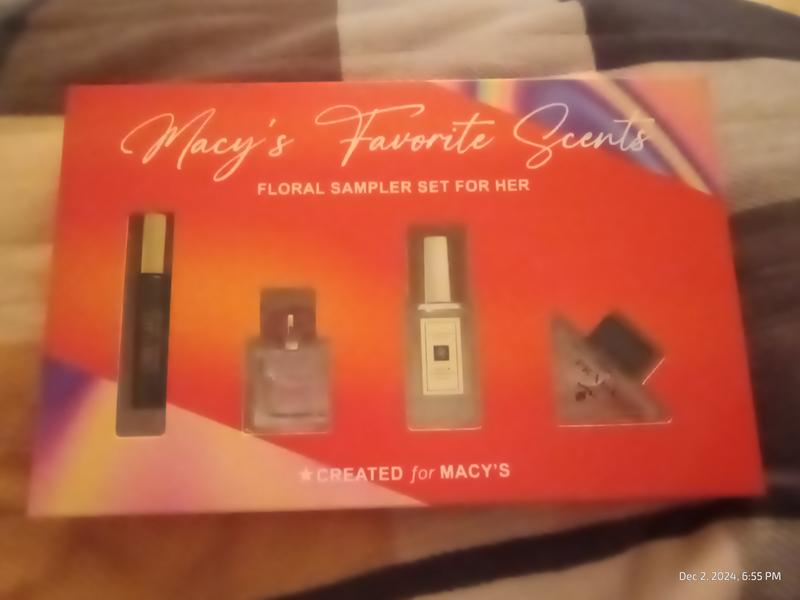 Macy's Favorite Scents
FLORAL SAMPLER SET FOR HER
★CREATED for MACY'S
Dec 2, 2024, 6:55 PM